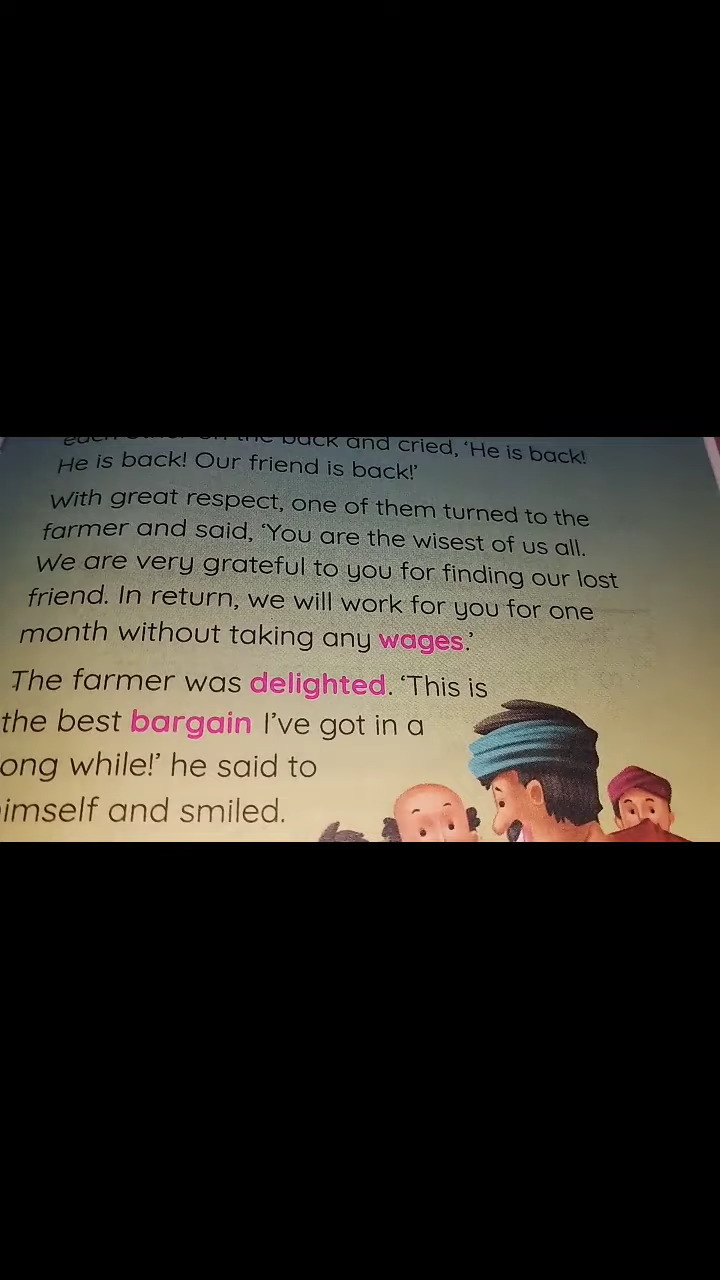 each other on the back and cried, ‘He is back!
He is back! Our friend is back!’
With great respect, one of them turned to the
farmer and said, ‘You are the wisest of us all.
We are very grateful to you for finding our lost
friend. In return, we will work for you for one
month without taking any wages.’
The farmer was delighted. ‘This is
the best bargain I’ve got in a
ong while!’ he said to
imself and smiled.